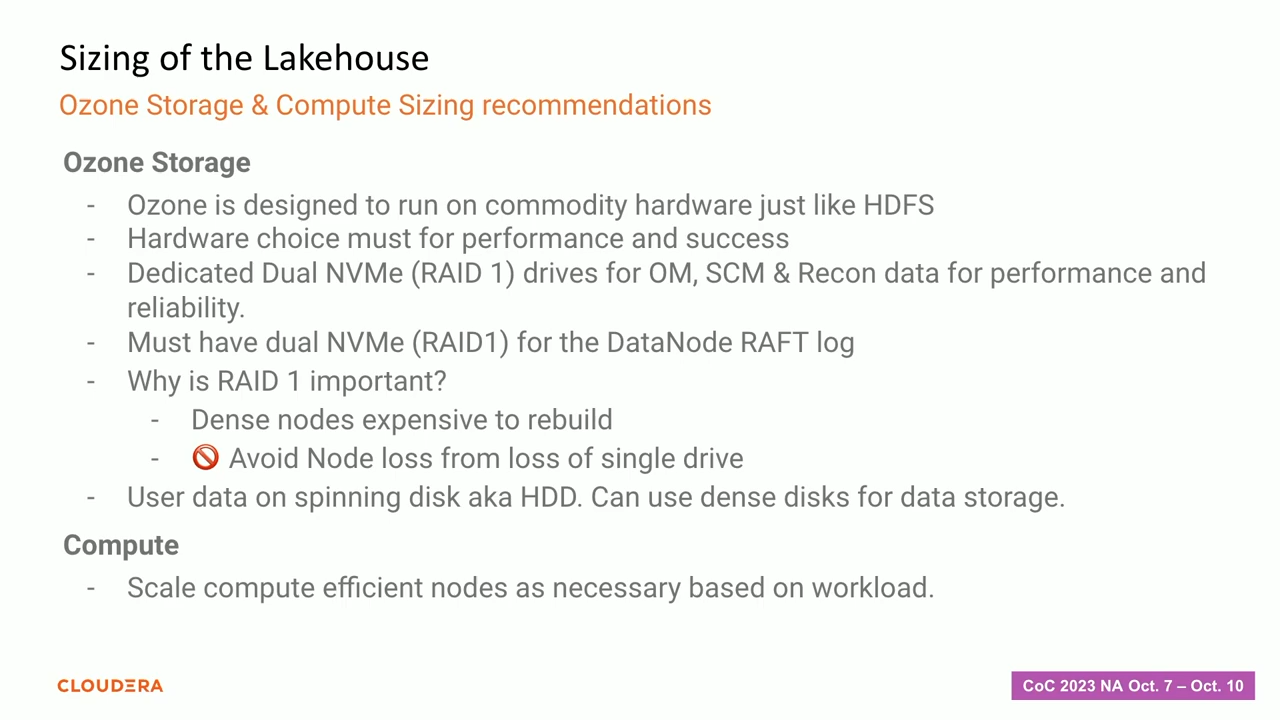 Sizing of the Lakehouse
Ozone Storage & Compute Sizing recommendations
Ozone Storage
- Ozone is designed to run on commodity hardware just like HDFS
- Hardware choice must for performance and success
- Dedicated Dual NVMe (RAID 1) drives for OM, SCM & Recon data for performance and
reliability.
- Must have dual NVMe (RAID1) for the DataNode RAFT log
- Why is RAID 1 important?
- Dense nodes expensive to rebuild
- 🚫 Avoid Node loss from loss of single drive
- User data on spinning disk aka HDD. Can use dense disks for data storage.
Compute
- Scale compute efficient nodes as necessary based on workload.
CLOUDERA
CoC 2023 NA Oct. 7 – Oct. 10